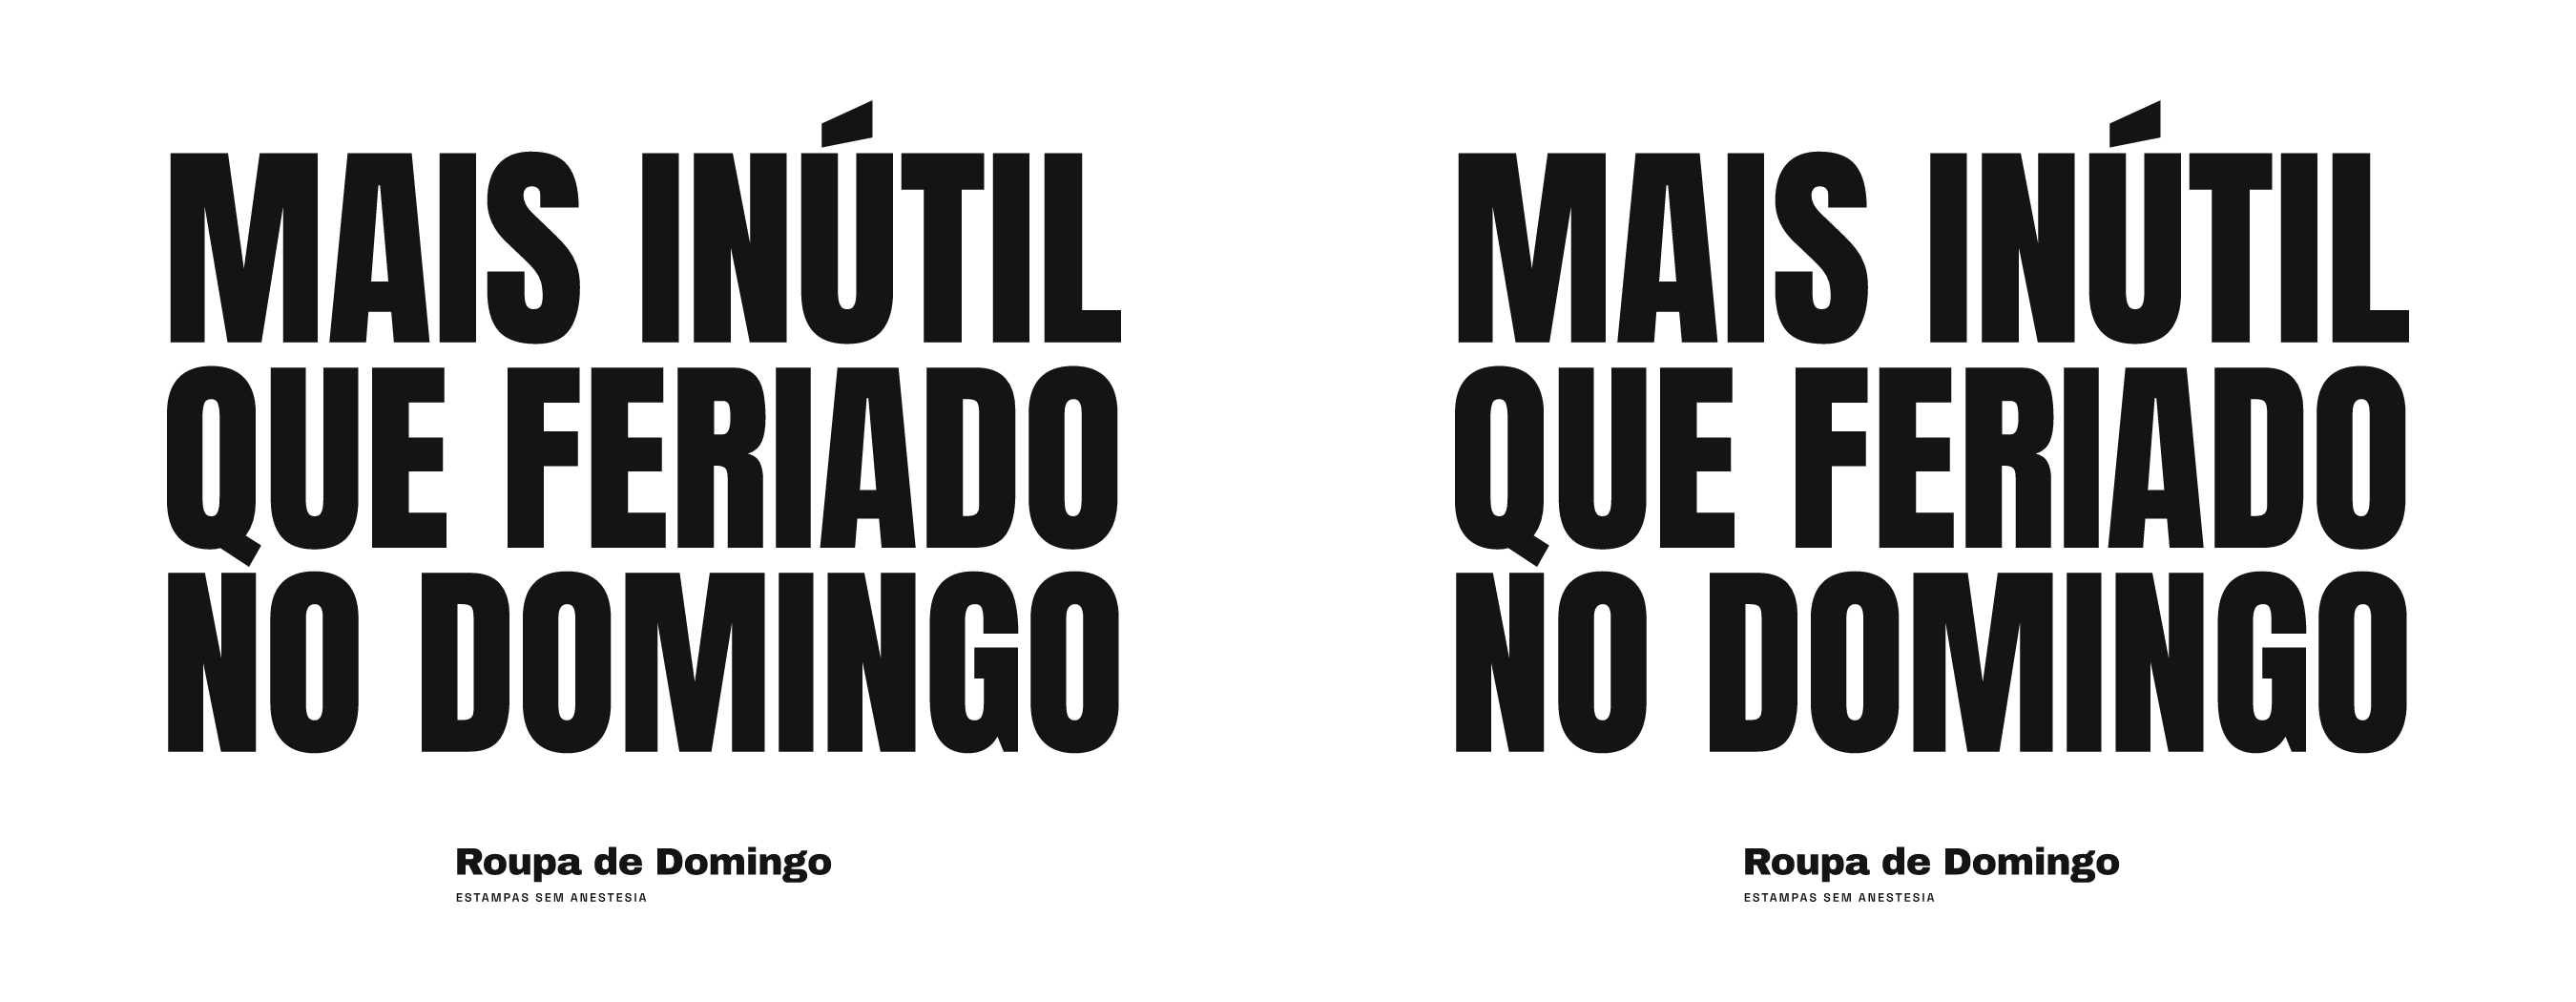 MAIS INÚTIL
QUE FERIADO
NO DOMINGO
Roupa de Domingo
ESTAMPAS SEM ANESTESIA
MAIS INÚTIL
QUE FERIADO
NO DOMINGO
Roupa de Domingo
ESTAMPAS SEM ANESTESIA